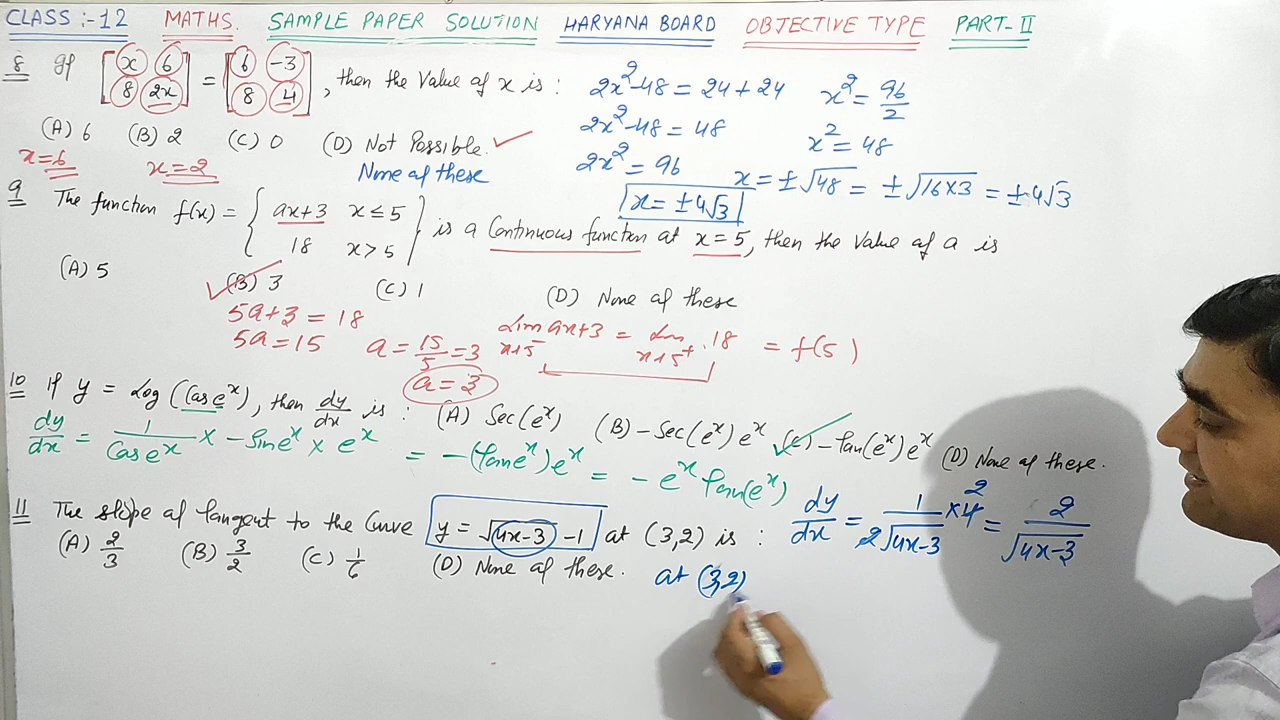 CLASS :- 12 MATHS. SAMPLE PAPER SOLUTION HARYANA BOARD OBJECTIVE TYPE PART-II
8 If [x 6 8 2x] = [6 -3 8 4], then the Value of x is :
(A) 6 (B) 2 (C) 0 (D) Not Possible.
x=6 x=2 None of these
2x²-48 = 24+24 x² = 96/2
2x²-48 = 48 x² = 48
2x² = 96 x = ±√48 = ±√16×3 = ±4√3
x = ±4√3
9 The function f(x) = { ax+3 x≤5
18 x>5 } is a Continuous function at x=5, then the Value of a is
(A) 5 (B) 3 (C) 1 (D) None of these
5a+3 = 18
5a=15 a = 15/5 = 3
Lim x→5⁻ ax+3 = Lim x→5⁺ 18 = f(5)
a = 3
10 If y = Log (Cos eˣ), then dy/dx is : (A) Sec(eˣ) (B) -Sec(eˣ)eˣ (C) -tan(eˣ)eˣ (D) None of these.
dy/dx = 1/Cos eˣ × -Sin eˣ × eˣ = -(tan eˣ)eˣ = -eˣ tan(eˣ)
11 The slope of tangent to the Curve y = √4x-3 -1 at (3,2) is :
(A) 2/3 (B) 3/2 (C) 1/6 (D) None of these.
dy/dx = 1/2√4x-3 × 4 2 = 2/√4x-3
at (3,2)